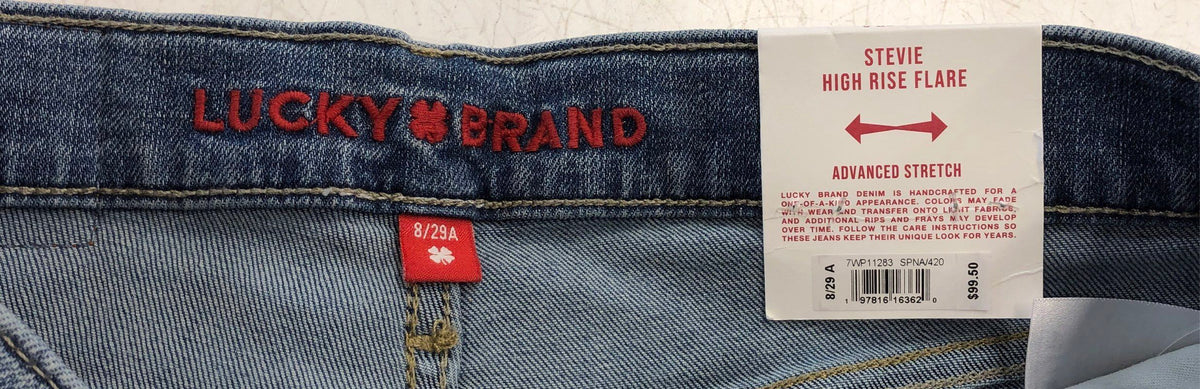 LUCKY BRAND
8/29A
STEVIE
HIGH RISE FLARE
ADVANCED STRETCH
LUCKY BRAND DENIM IS HANDCRAFTED FOR A
ONE-OF-A-KIND APPEARANCE. COLORS MAY FADE
WITH WEAR AND TRANSFER ONTO LIGHT FABRICS,
AND ADDITIONAL RIPS AND FRAYS MAY DEVELOP
OVER TIME. FOLLOW THE CARE INSTRUCTIONS SO
THESE JEANS KEEP THEIR UNIQUE LOOK FOR YEARS.
7WP11283 SPNA/420
8/29 A
1 97816 16362 0
$99.50